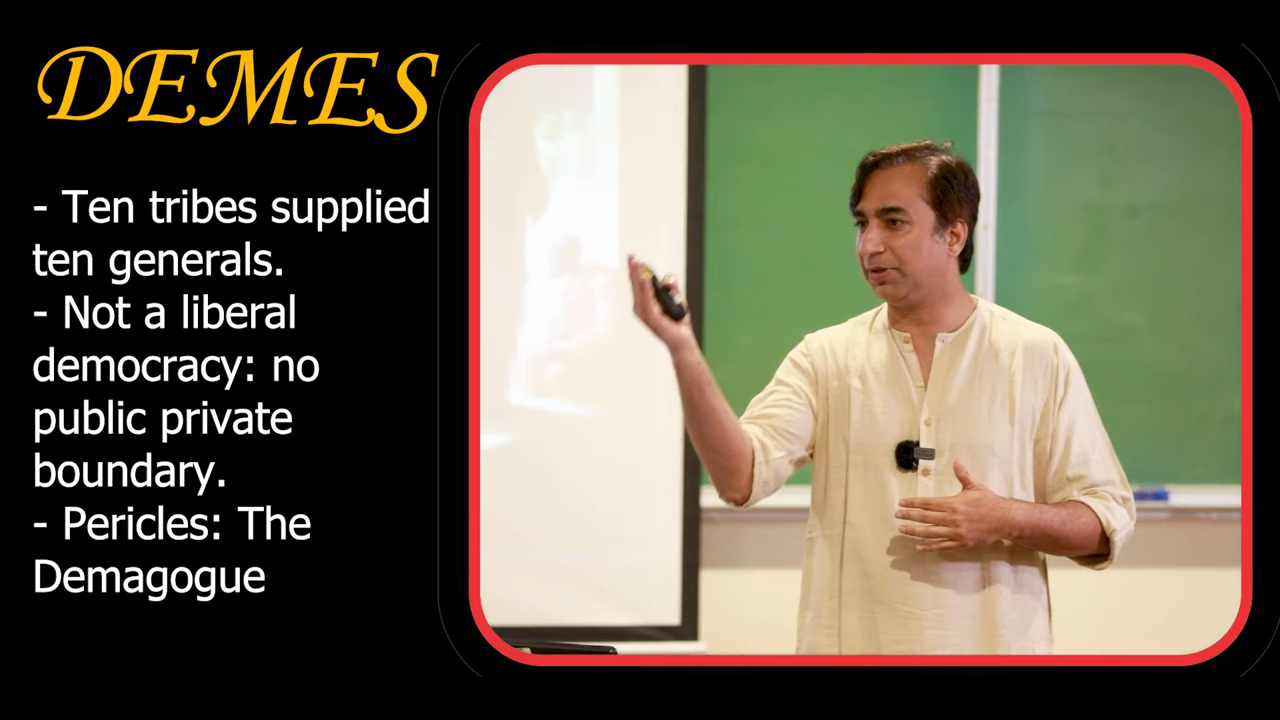 DEMES
- Ten tribes supplied
ten generals.
- Not a liberal
democracy: no
public private
boundary.
- Pericles: The
Demagogue